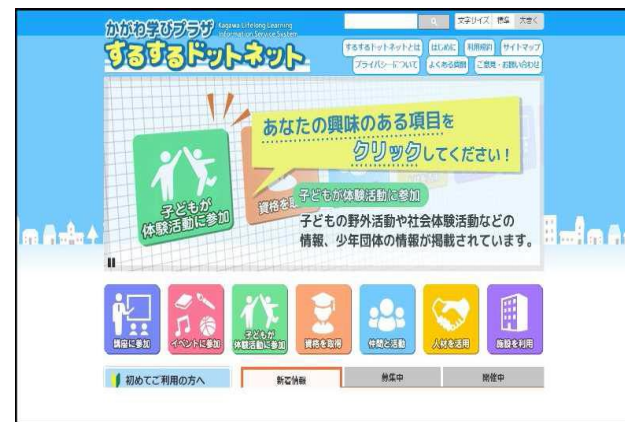 かがわ学びプラザ
Kagawa Lifelong Learning
Information Service System
するするドットネット
文字サイズ 標準 大きく
するするドットネットとは はじめに 利用規約 サイトマップ
プライバシーについて よくある質問 ご意見・お問い合わせ
あなたの興味のある項目を
クリックしてください！
子どもが
体験活動に参加
資格を
子どもが体験活動に参加
子どもの野外活動や社会体験活動などの
情報、少年団体の情報が掲載されています。
講座に参加
イベントに参加
子どもが
体験活動に参加
資格を取得
仲間と活動
人材を活用
施設を利用
初めてご利用の方へ
新着情報
募集中
開催中